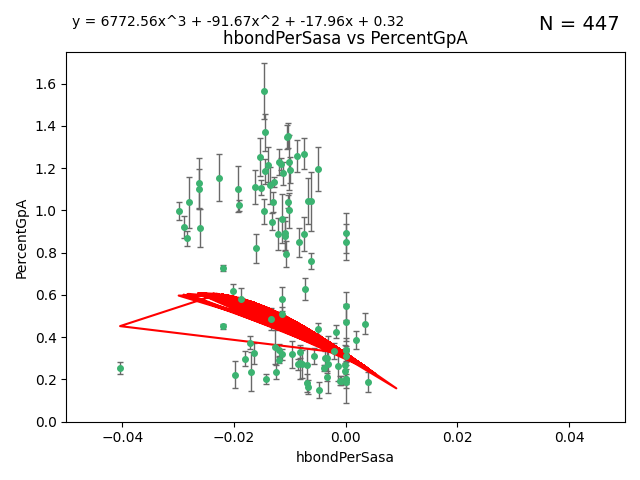 y = 6772.56x^3 + -91.67x^2 + -17.96x + 0.32
N = 447
hbondPerSasa vs PercentGpA
1.6
1.4
1.2
1.0
0.8
0.6
0.4
0.2
0.0
PercentGpA
−0.04
−0.02
0.00
0.02
0.04
hbondPerSasa